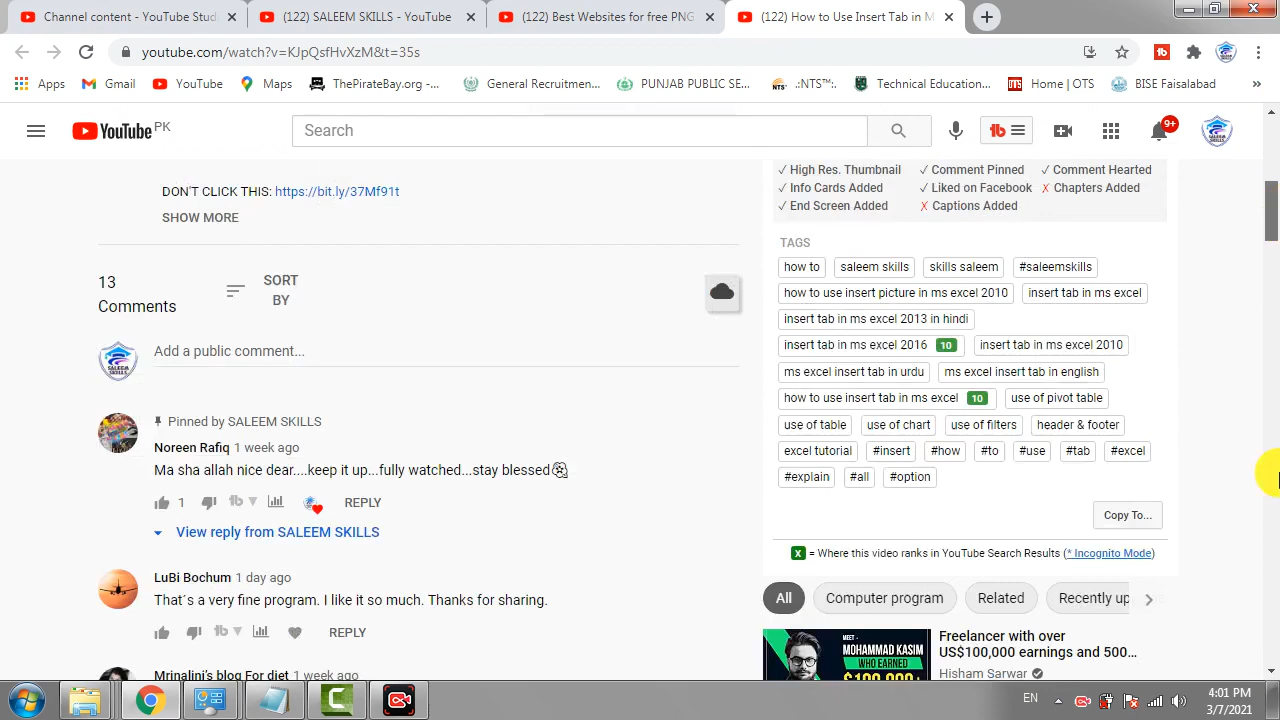 Channel content - YouTube Stud
(122) SALEEM SKILLS - YouTube
(122) Best Websites for free PNG
(122) How to Use Insert Tab in M
youtube.com/watch?v=KJpQsfHvXzM&t=35s
Apps
Gmail
YouTube
Maps
ThePirateBay.org -...
General Recruitmen...
PUNJAB PUBLIC SE...
.:NTS™:.
Technical Education...
Home | OTS
BISE Faisalabad
»
YouTube PK
Search
9+
DON'T CLICK THIS: https://bit.ly/37Mf91t
SHOW MORE
13 Comments
SORT BY
Add a public comment...
Pinned by SALEEM SKILLS
Noreen Rafiq 1 week ago
Ma sha allah nice dear....keep it up...fully watched...stay blessed
1
REPLY
View reply from SALEEM SKILLS
LuBi Bochum 1 day ago
That´s a very fine program. I like it so much. Thanks for sharing.
REPLY
Mrinalini's blog For diet 1 week ago
✓ High Res. Thumbnail ✓ Comment Pinned ✓ Comment Hearted
✓ Info Cards Added ✓ Liked on Facebook ✗ Chapters Added
✓ End Screen Added ✗ Captions Added
TAGS
how to saleem skills skills saleem #saleemskills
how to use insert picture in ms excel 2010 insert tab in ms excel
insert tab in ms excel 2013 in hindi
insert tab in ms excel 2016 10 insert tab in ms excel 2010
ms excel insert tab in urdu ms excel insert tab in english
how to use insert tab in ms excel 10 use of pivot table
use of table use of chart use of filters header & footer
excel tutorial #insert #how #to #use #tab #excel
#explain #all #option
Copy To...
X = Where this video ranks in YouTube Search Results (* Incognito Mode)
All Computer program Related Recently up
MEET - MOHAMMAD KASIM
WHO EARNED
Freelancer with over
US$100,000 earnings and 500...
Hisham Sarwar
EN
4:01 PM
3/7/2021